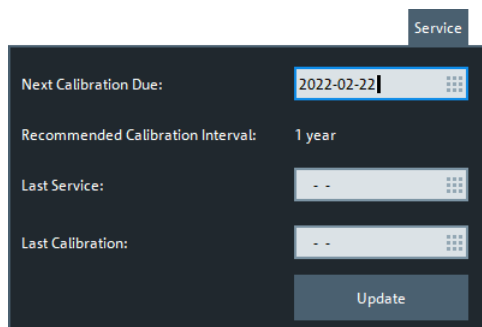 Service
Next Calibration Due: 2022-02-22
Recommended Calibration Interval: 1 year
Last Service: - -
Last Calibration: - -
Update